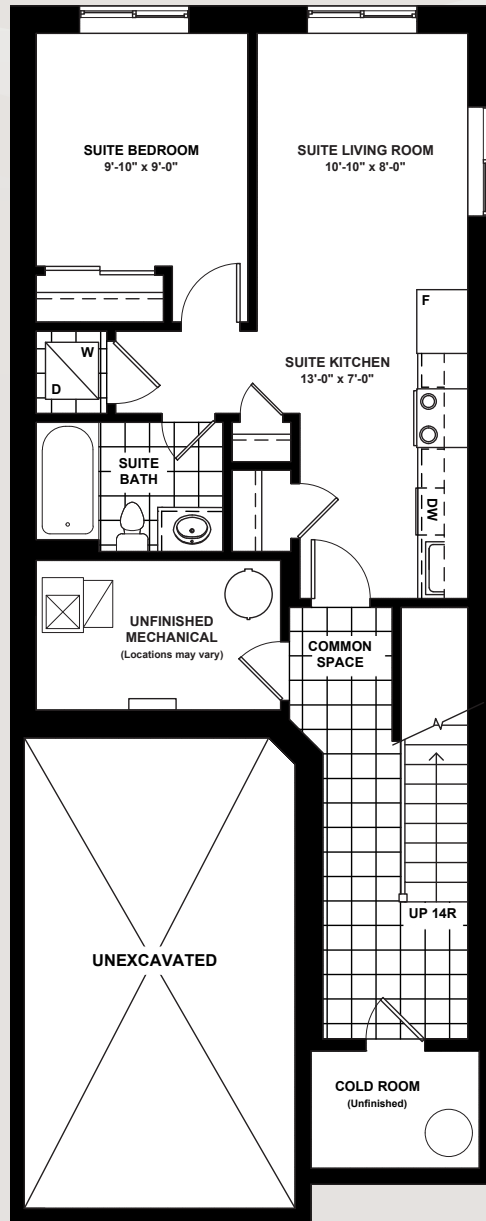 SUITE BEDROOM
9'-10" x 9'-0"
SUITE LIVING ROOM
10'-10" x 8'-0"
F
W
D
SUITE KITCHEN
13'-0" x 7'-0"
SUITE
BATH
DW
UNFINISHED
MECHANICAL
(Locations may vary)
COMMON
SPACE
UP 14R
UNEXCAVATED
COLD ROOM
(Unfinished)